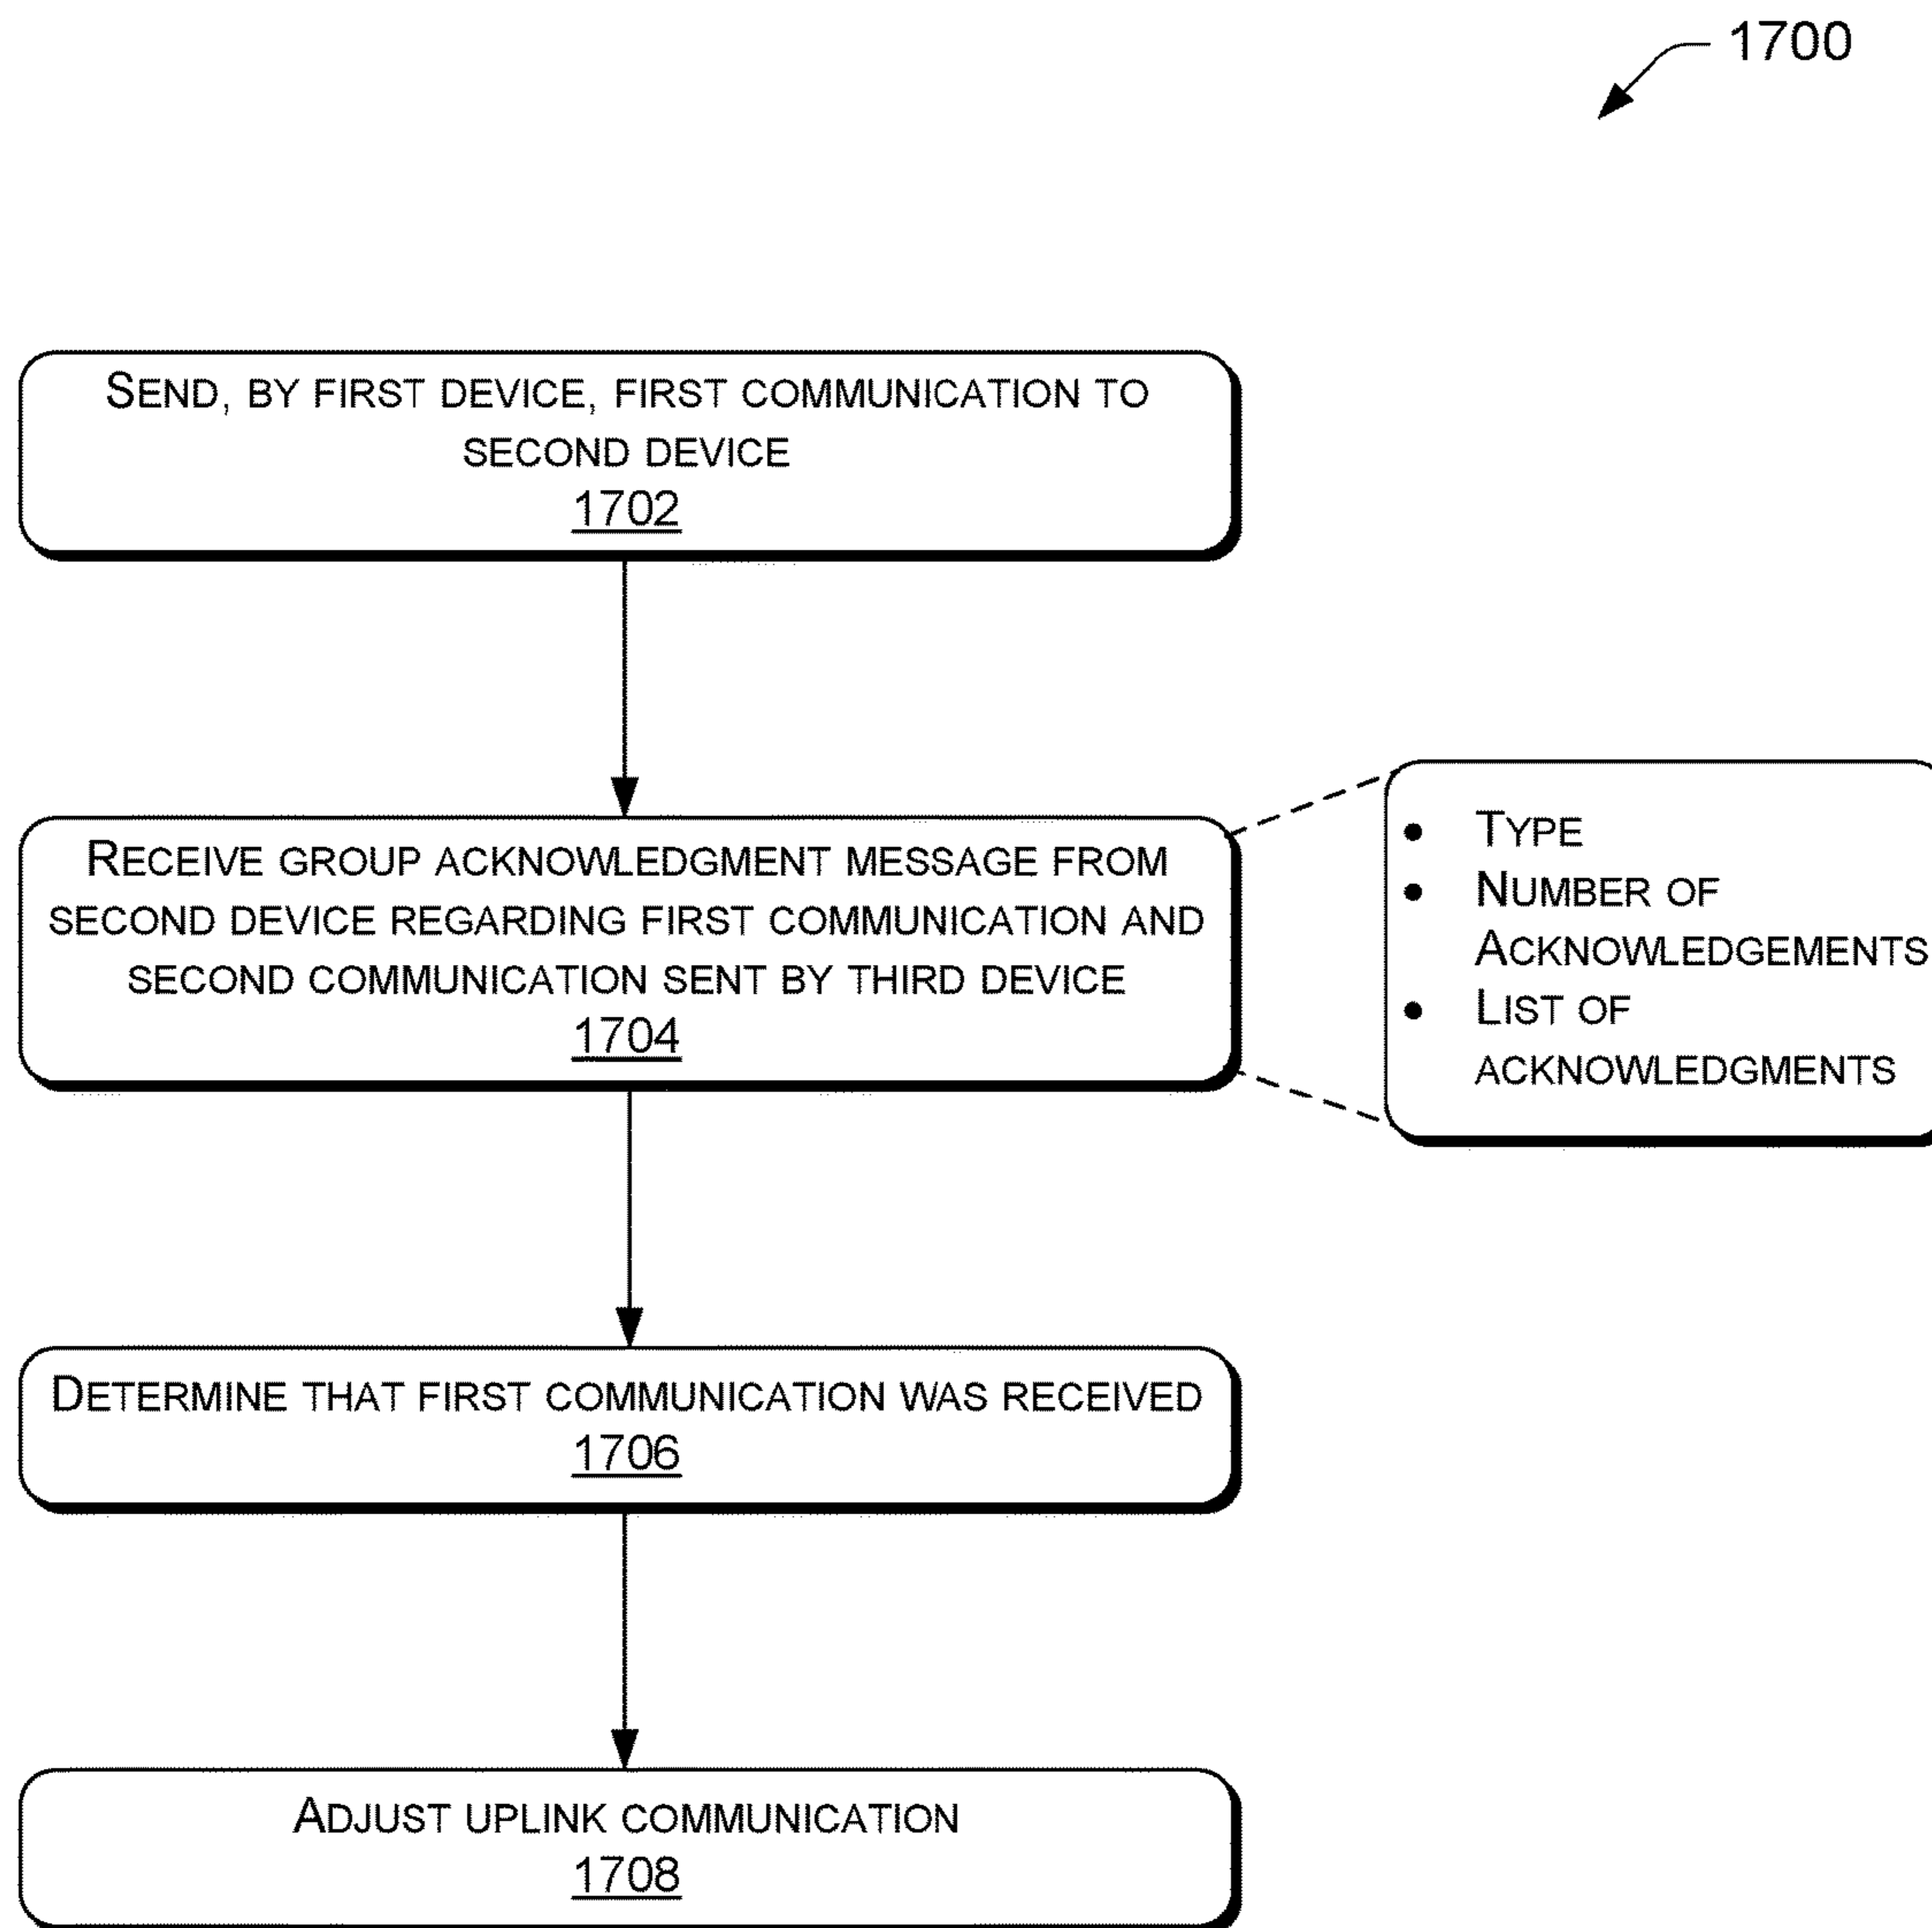 1700
SEND, BY FIRST DEVICE, FIRST COMMUNICATION TO
SECOND DEVICE
1702
RECEIVE GROUP ACKNOWLEDGMENT MESSAGE FROM
SECOND DEVICE REGARDING FIRST COMMUNICATION AND
SECOND COMMUNICATION SENT BY THIRD DEVICE
1704
• TYPE
• NUMBER OF
ACKNOWLEDGEMENTS
• LIST OF
ACKNOWLEDGMENTS
DETERMINE THAT FIRST COMMUNICATION WAS RECEIVED
1706
ADJUST UPLINK COMMUNICATION
1708